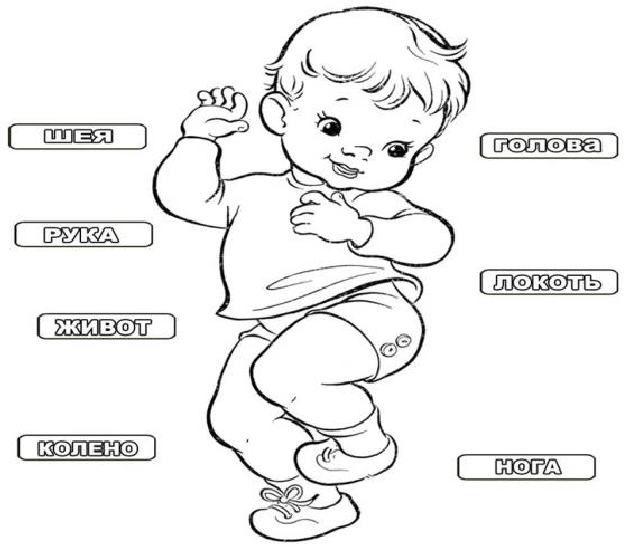 ШЕЯ
ГОЛОВа
РУКА
ЛОКОТЬ
ЖИВОТ
КОЛЕНО
НОГА